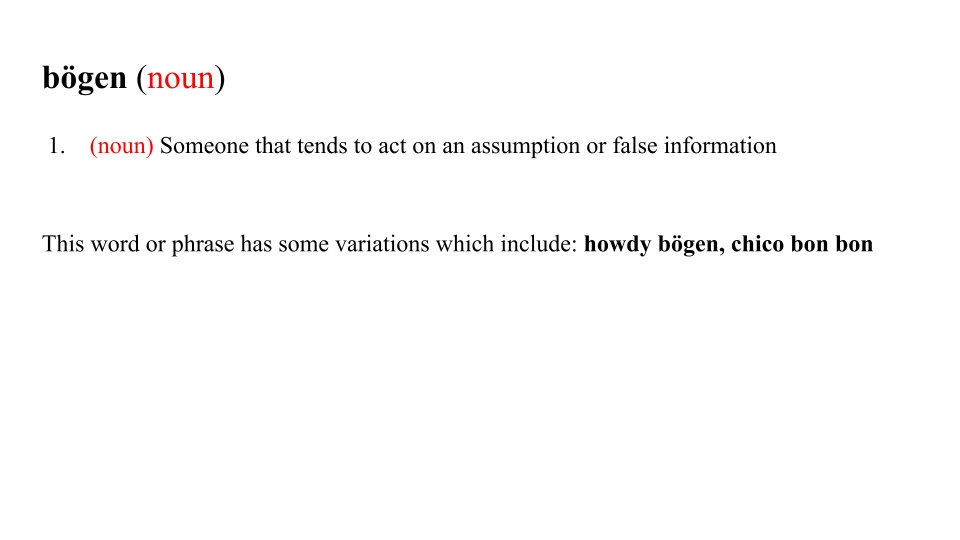 bögen (noun)
1. (noun) Someone that tends to act on an assumption or false information
This word or phrase has some variations which include: howdy bögen, chico bon bon